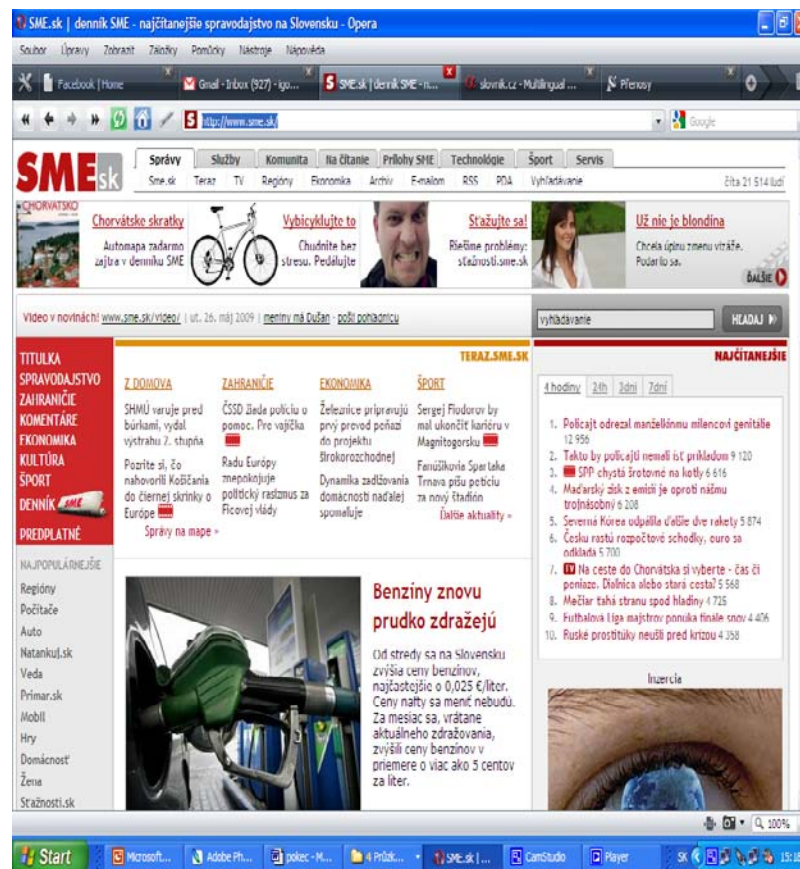 SME.sk | denník SME - najčítanejšie spravodajstvo na Slovensku - Opera
Soubor Úpravy Zobrazit Záložky Pomůcky Nástroje Nápověda
Facebook | Home
Gmail - Inbox (927) - igo...
SME.sk | denník SME - n...
slovnik.cz - Multilingual ...
Přenosy
http://www.sme.sk/
Google
SME.sk
Správy Služby Komunita Na čítanie Prílohy SME Technológie Šport Servis
Sme.sk Teraz TV Regióny Ekonomika Archív E-mailom RSS PDA Vyhľadávanie
číta 21 514 ľudí
CHORVÁTSKO
Chorvátske skratky
Automapa zadarmo
zajtra v denníku SME
Vybicyklujte to
Chudnite bez
stresu. Pedálujte
Sťažujte sa!
Riešime problémy:
sťažnosti.sme.sk
Už nie je blondína
Chcela úplnu zmenu vizáže.
Podarilo sa.
ĎALŠIE
Video v novinách! www.sme.sk/video/ | ut. 26. máj 2009 | meniny má Dušan - pošli pohľadnicu
vyhľadávanie
HĽADAJ
TITULKA
SPRAVODAJSTVO
ZAHRANIČIE
KOMENTÁRE
EKONOMIKA
KULTÚRA
ŠPORT
DENNÍK SME
PREDPLATNÉ
NAJPOPULÁRNEJŠIE
Regióny
Počítače
Auto
Natankuj.sk
Veda
Primar.sk
Mobil
Hry
Domácnosť
Žena
Sťažnosti.sk
TERAZ.SME.SK
Z DOMOVA
SHMÚ varuje pred
búrkami, vydal
výstrahu 2. stupňa
Pozrite si, čo
nahovorili Košičania
do čiernej skrinky o
Európe
Správy na mape »
ZAHRANIČIE
ČSSD žiada políciu o
pomoc. Pre vajíčka
Radu Európy
znepokojuje
politický rasizmus za
Ficovej vlády
EKONOMIKA
Železnice pripravujú
prvý prevod peňazí
do projektu
širokorozchodnej
Dynamika zadlžovania
domácností naďalej
spomaľuje
ŠPORT
Sergej Fiodorov by
mal ukončiť kariéru v
Magnitogorsku
Fanúšikovia Spartaka
Trnava píšu petíciu
za nový štadión
Ďalšie aktuality »
Benzíny znovu
prudko zdražejú
Od stredy sa na Slovensku
zvýšia ceny benzínov,
najčastejšie o 0,025 €/liter.
Ceny nafty sa meniť nebudú.
Za mesiac sa, vrátane
aktuálneho zdražovania,
zvýšili ceny benzínov v
priemere o viac ako 5 centov
za liter.
NAJČÍTANEJŠIE
4 hodiny 24h 3dni 7dní
1. Policajt odrezal manželkinmu milencovi genitálie
12 956
2. Takto by policajti nemali ísť príkladom 9 120
3. SPP chystá šrotovné na kotly 6 616
4. Maďarský zisk z emisií je oproti nášmu
trojnásobný 6 208
5. Severná Kórea odpálila ďalšie dve rakety 5 874
6. Česku rastú rozpočtové schodky, euro sa
odkladá 5 700
7. TV Na ceste do Chorvátska si vyberte - čas či
peniaze. Diaľnica alebo stará cesta? 5 568
8. Mečiar ťahá stranu spod hladiny 4 725
9. Futbalová Liga majstrov ponúka finále snov 4 406
10. Ruské prostitútky neušli pred krízou 4 358
Inzercia
100%
Start
Microsoft...
Adobe Ph...
pokec - M...
4 Průzk...
SME.sk | ...
CamStudio
Player
SK
15:18